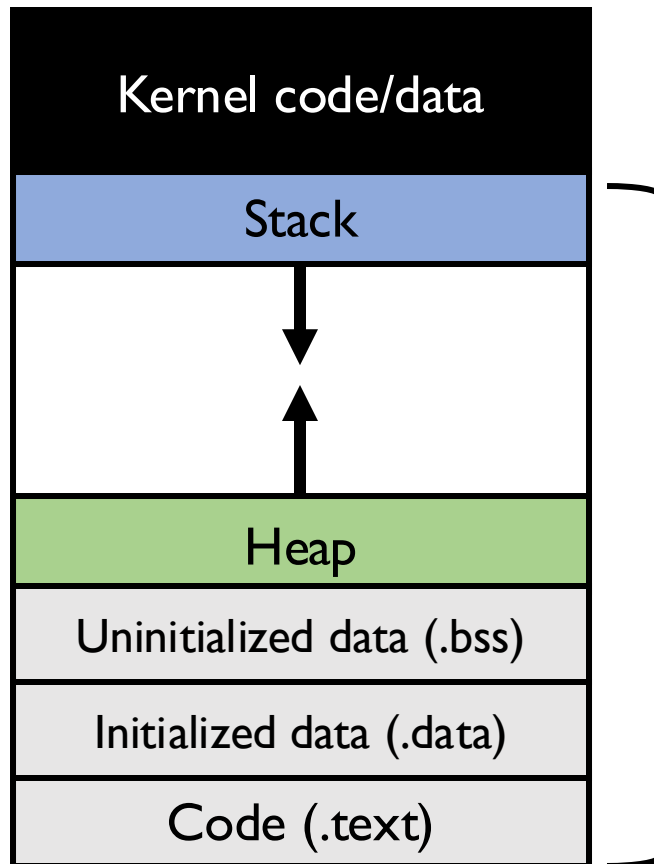 Kernel code/data
Stack
Heap
Uninitialized data (.bss)
Initialized data (.data)
Code (.text)